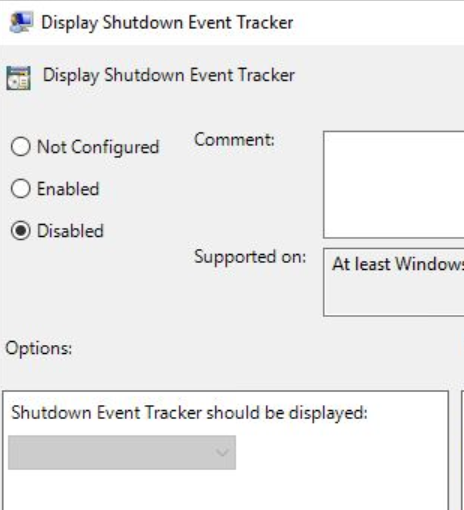 Display Shutdown Event Tracker
Display Shutdown Event Tracker
Not Configured
Comment:
Enabled
Disabled
Supported on:
At least Windows
Options:
Shutdown Event Tracker should be displayed: